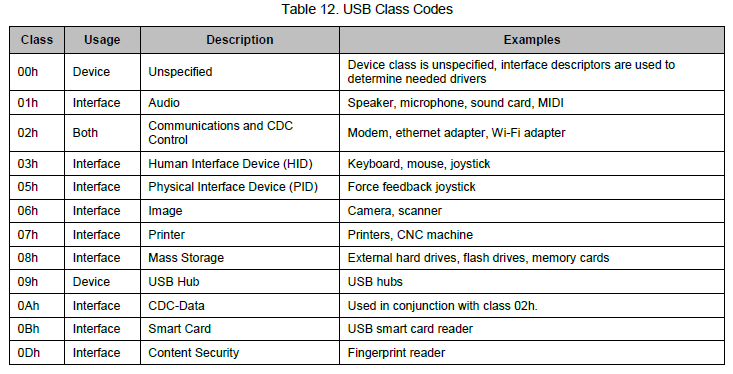 Table 12. USB Class Codes
Class Usage Description Examples
00h Device Unspecified Device class is unspecified, interface descriptors are used to
determine needed drivers
01h Interface Audio Speaker, microphone, sound card, MIDI
02h Both Communications and CDC
Control Modem, ethernet adapter, Wi-Fi adapter
03h Interface Human Interface Device (HID) Keyboard, mouse, joystick
05h Interface Physical Interface Device (PID) Force feedback joystick
06h Interface Image Camera, scanner
07h Interface Printer Printers, CNC machine
08h Interface Mass Storage External hard drives, flash drives, memory cards
09h Device USB Hub USB hubs
0Ah Interface CDC-Data Used in conjunction with class 02h.
0Bh Interface Smart Card USB smart card reader
0Dh Interface Content Security Fingerprint reader